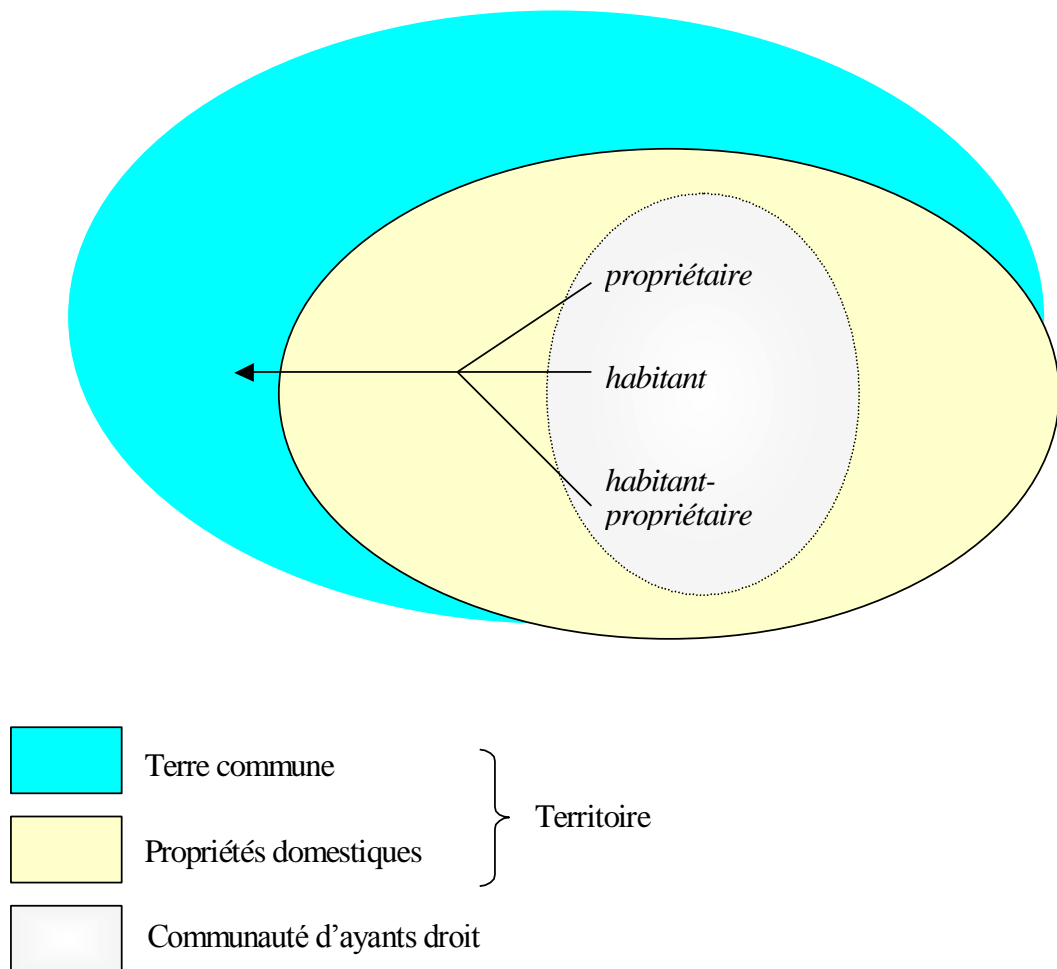 propriétaire
habitant
habitant-
propriétaire
Terre commune
Territoire
Propriétés domestiques
Communauté d’ayants droit